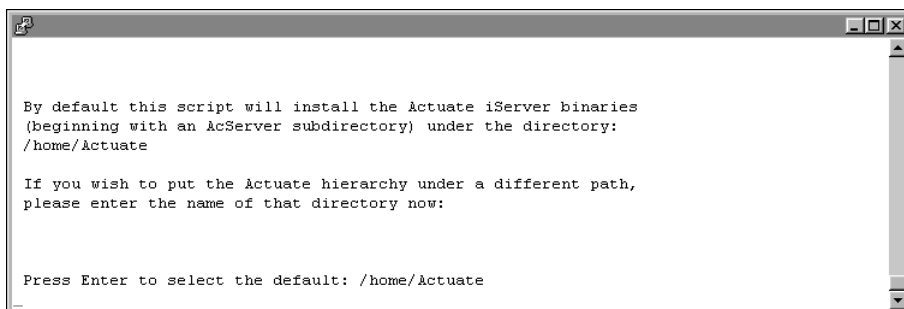 By default this script will install the Actuate iServer binaries
(beginning with an AcServer subdirectory) under the directory:
/home/Actuate
If you wish to put the Actuate hierarchy under a different path,
please enter the name of that directory now:
Press Enter to select the default: /home/Actuate